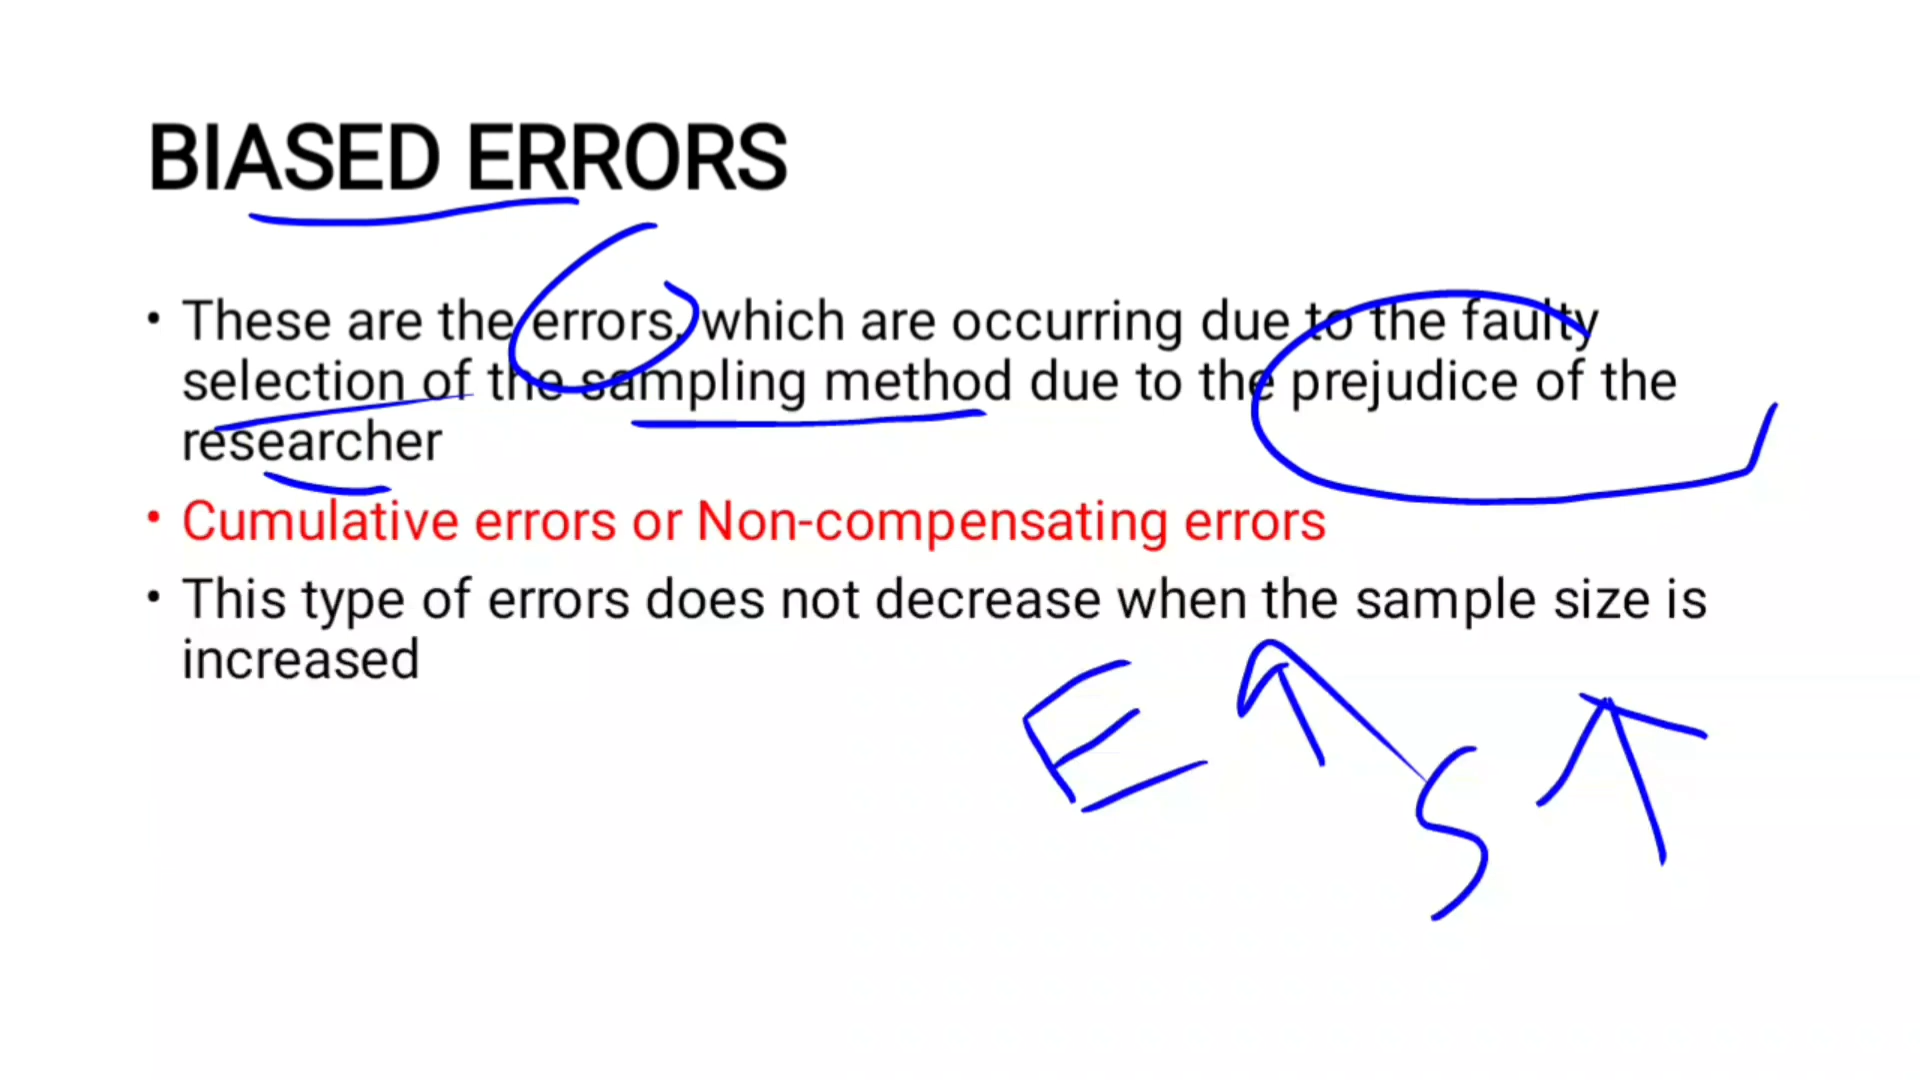 BIASED ERRORS
• These are the errors, which are occurring due to the faulty
selection of the sampling method due to the prejudice of the
researcher
• Cumulative errors or Non-compensating errors
• This type of errors does not decrease when the sample size is
increased
E ↑ S ↑